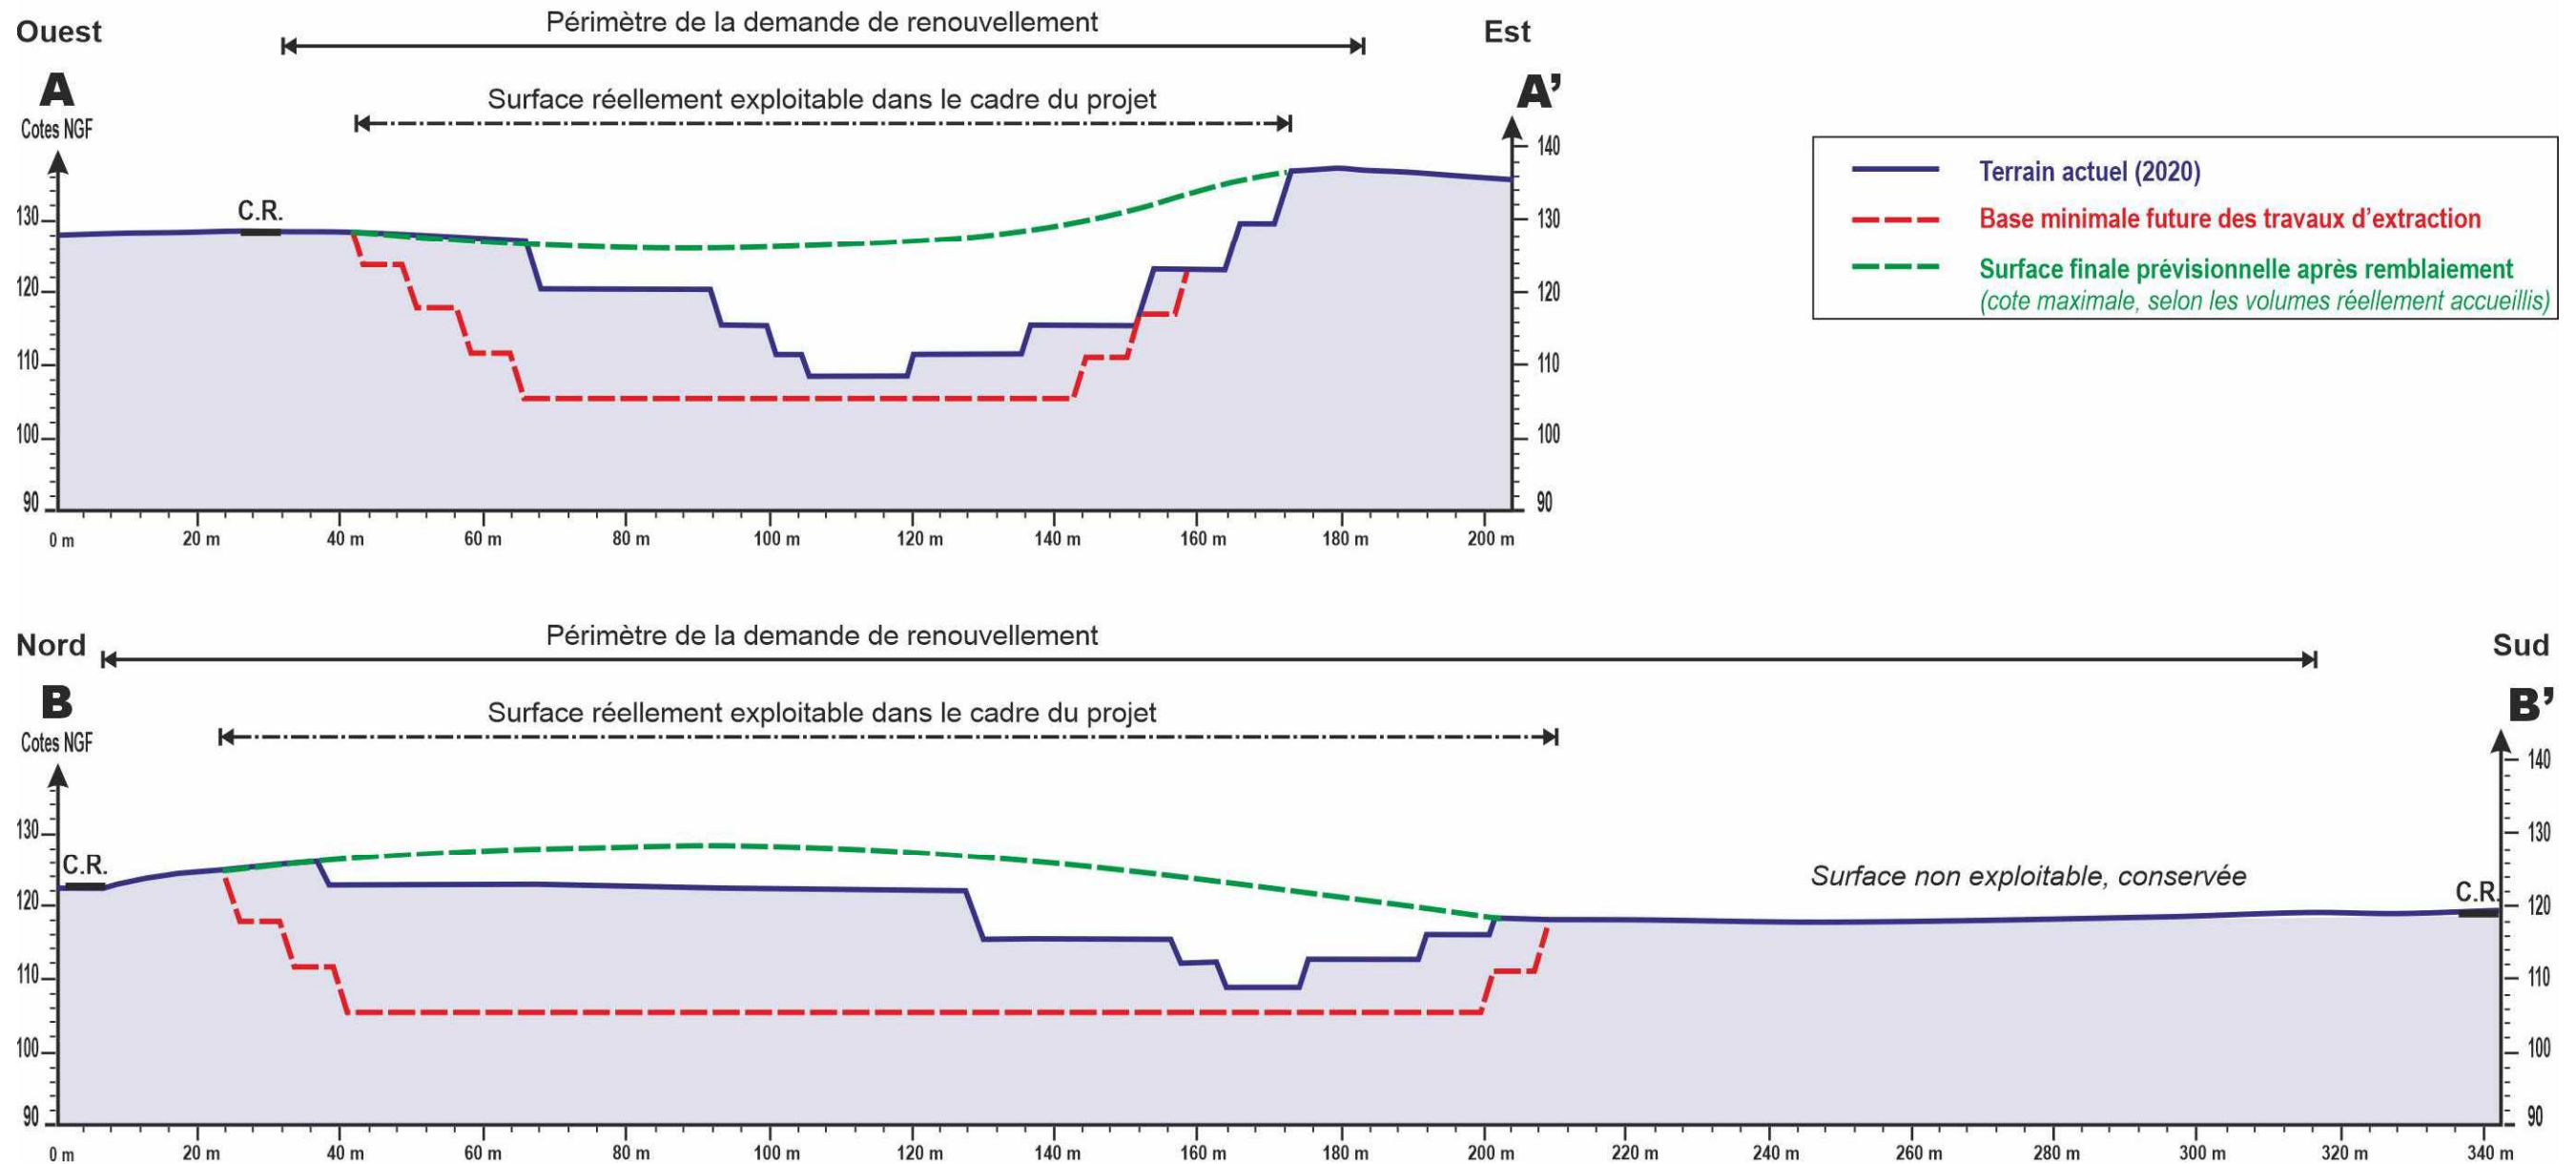 Périmètre de la demande de renouvellement
Ouest
Est
A
A’
Surface réellement exploitable dans le cadre du projet
Cotes NGF
C.R.
130
120
110
100
90
140
130
120
110
100
90
0 m 20 m 40 m 60 m 80 m 100 m 120 m 140 m 160 m 180 m 200 m
Terrain actuel (2020)
Base minimale future des travaux d’extraction
Surface finale prévisionnelle après remblaiement
(cote maximale, selon les volumes réellement accueillis)
Périmètre de la demande de renouvellement
Nord
Sud
B
B’
Surface réellement exploitable dans le cadre du projet
Cotes NGF
C.R.
Surface non exploitable, conservée
C.R.
130
120
110
100
90
140
130
120
110
100
90
0 m 20 m 40 m 60 m 80 m 100 m 120 m 140 m 160 m 180 m 200 m 220 m 240 m 260 m 280 m 300 m 320 m 340 m